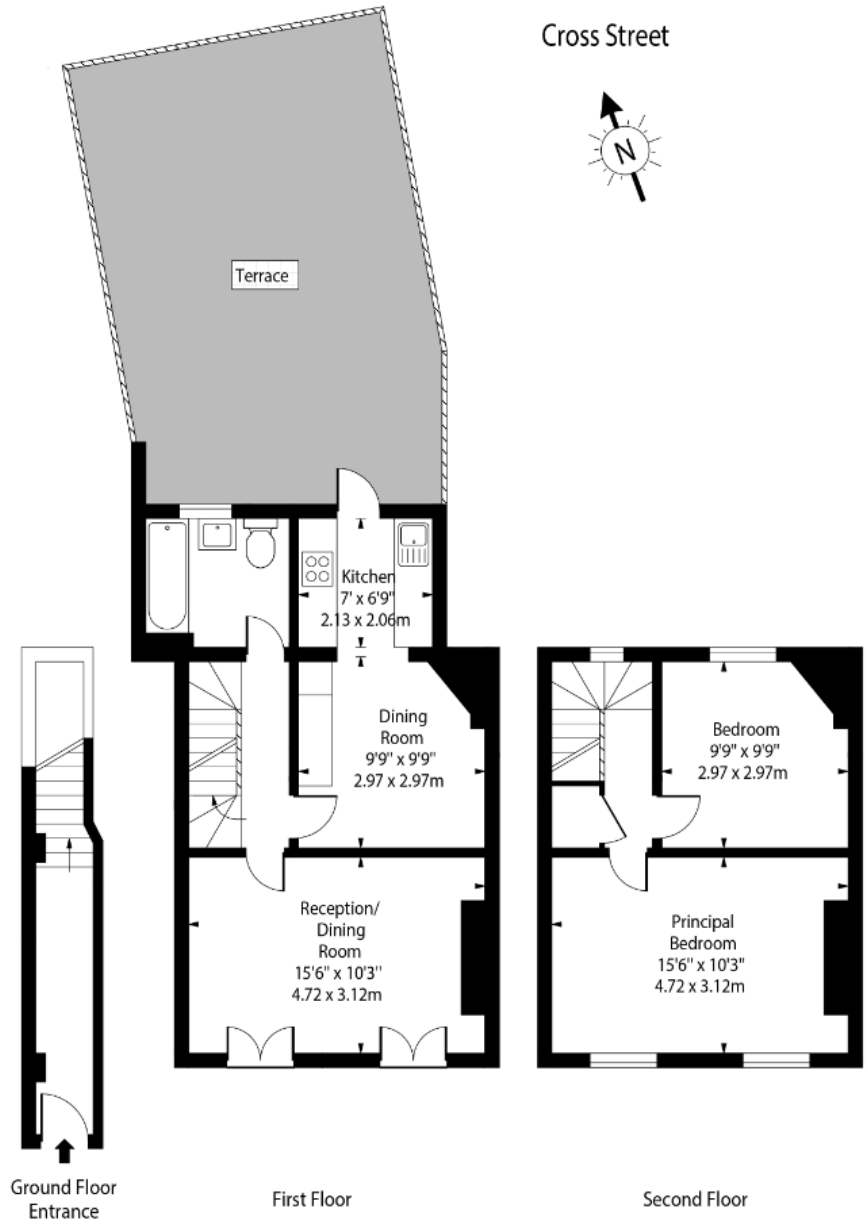 Cross Street
N
Terrace
Kitchen
7' x 6'9"
2.13 x 2.06m
Dining
Room
9'9" x 9'9"
2.97 x 2.97m
Bedroom
9'9" x 9'9"
2.97 x 2.97m
Reception/
Dining
Room
15'6" x 10'3"
4.72 x 3.12m
Principal
Bedroom
15'6" x 10'3"
4.72 x 3.12m
Ground Floor
Entrance
First Floor
Second Floor